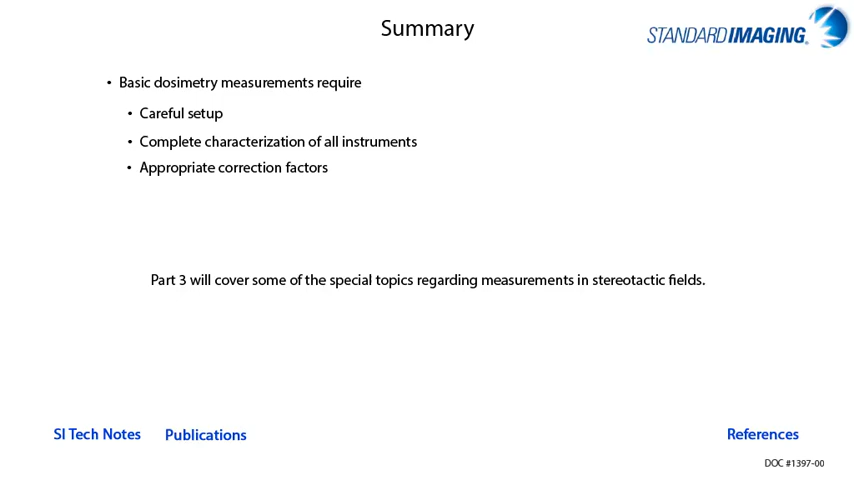 Summary
STANDARD IMAGING®
• Basic dosimetry measurements require
• Careful setup
• Complete characterization of all instruments
• Appropriate correction factors
Part 3 will cover some of the special topics regarding measurements in stereotactic fields.
SI Tech Notes Publications References
DOC #1397-00